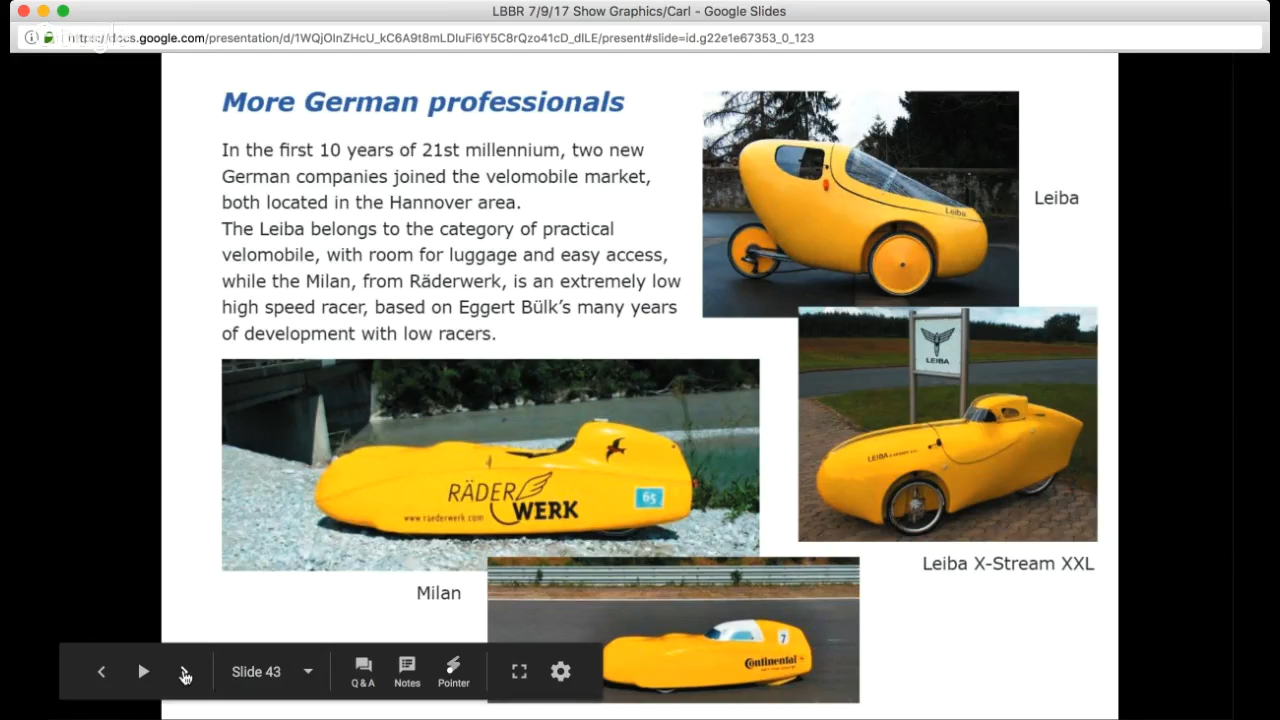 LBBR 7/9/17 Show Graphics/Carl - Google Slides
https://docs.google.com/presentation/d/1WQjOInZHcU_kC6A9t8mLDIuFi6Y5C8rQzo41cD_dILE/present#slide=id.g22e1e67353_0_123
More German professionals
In the first 10 years of 21st millennium, two new
German companies joined the velomobile market,
both located in the Hannover area.
The Leiba belongs to the category of practical
velomobile, with room for luggage and easy access,
while the Milan, from Räderwerk, is an extremely low
high speed racer, based on Eggert Bülk's many years
of development with low racers.
Leiba
Leiba
LEIBA
LEIBA
Leiba X-Stream XXL
RÄDER
WERK
www.raederwerk.com
65
Milan
7
Continental
Slide 43
Q & A
Notes
Pointer